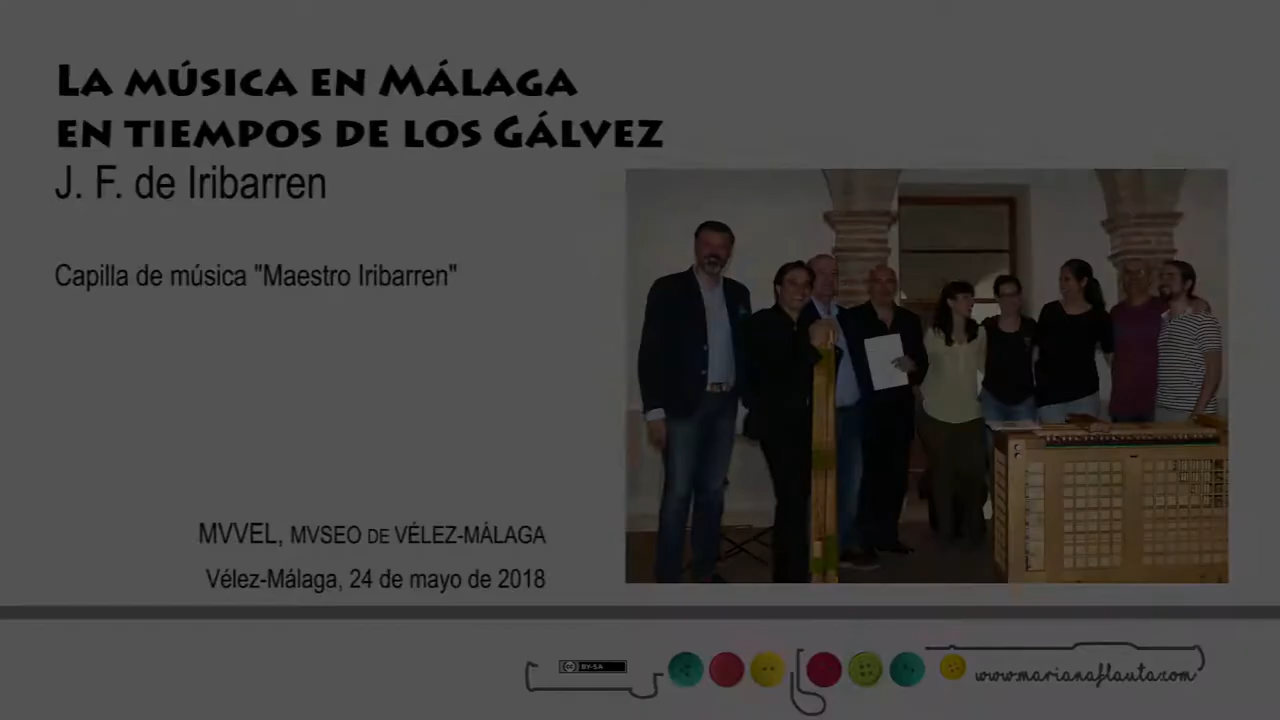 LA MÚSICA EN MÁLAGA
EN TIEMPOS DE LOS GÁLVEZ
J. F. de Iribarren
Capilla de música "Maestro Iribarren"
MVVEL, MVSEO DE VÉLEZ-MÁLAGA
Vélez-Málaga, 24 de mayo de 2018
cc BY-SA
www.marianaflauta.com